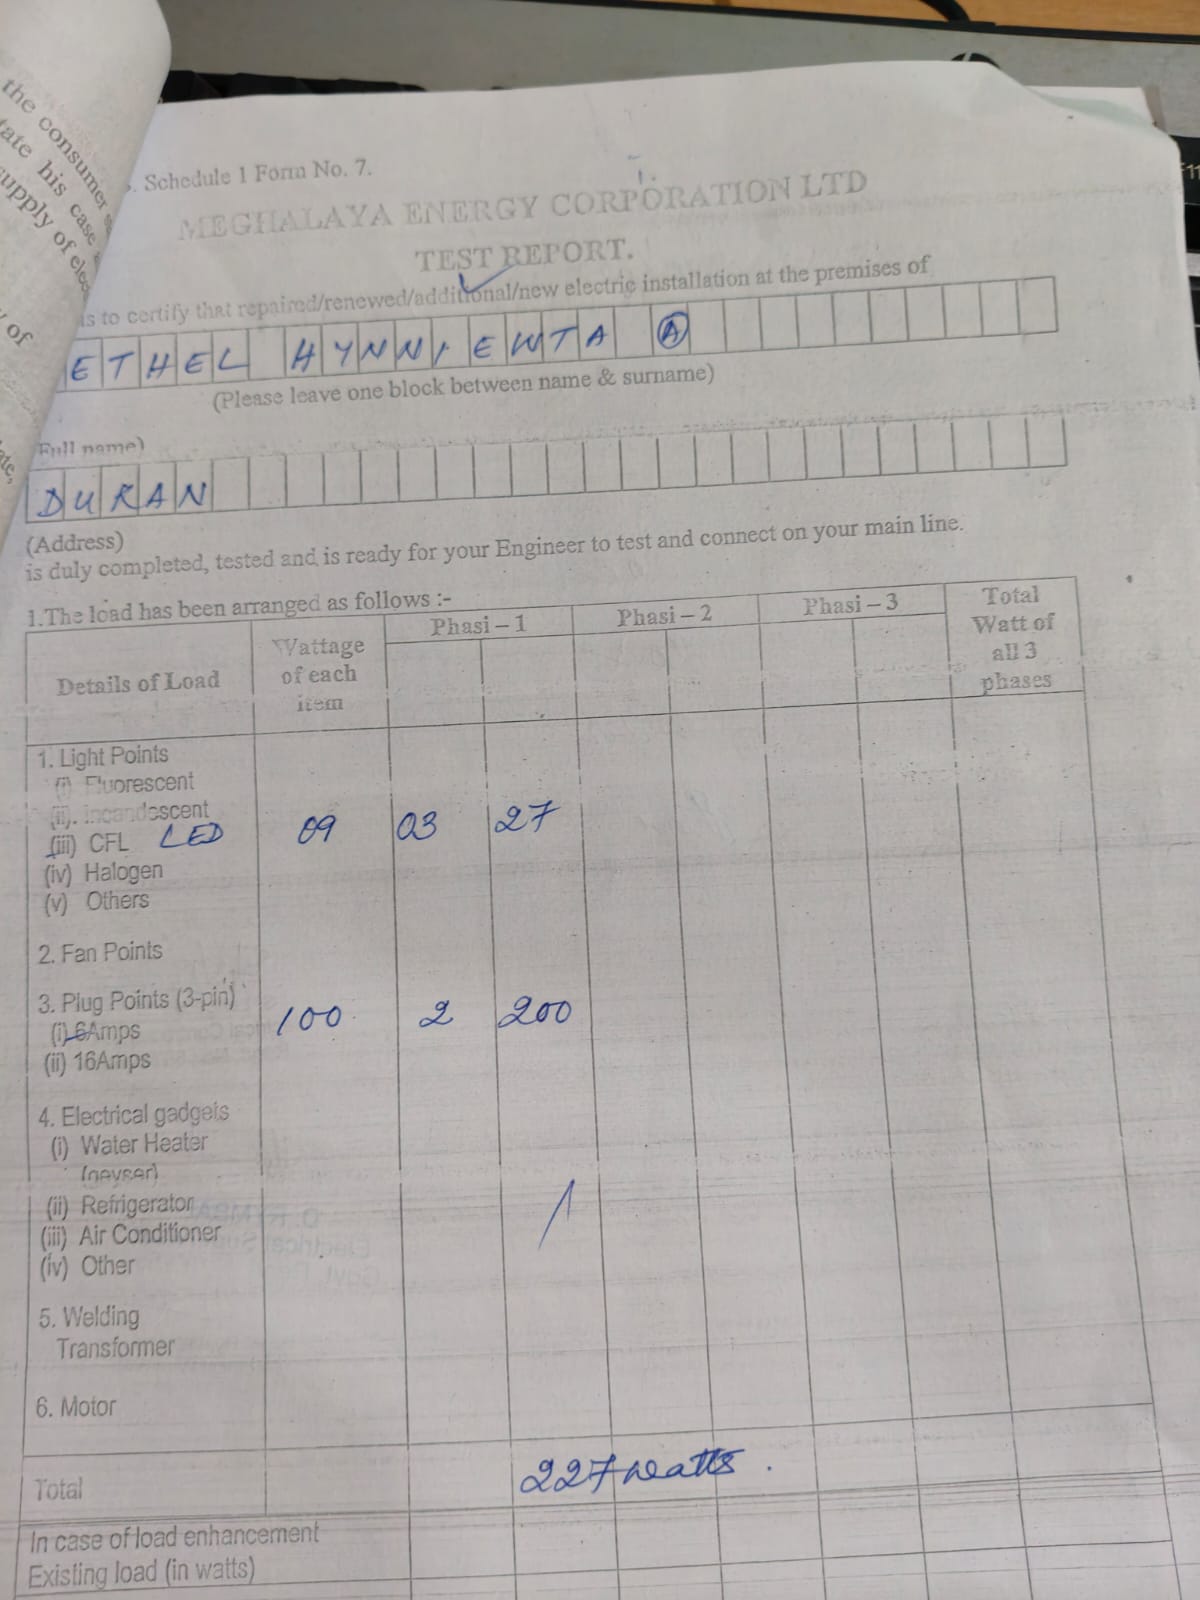 the consumer
his case
supply of
of
Schedule 1 Form No. 7.
MEGHALAYA ENERGY CORPORATION LTD
TEST REPORT.
is to certify that repaired/renewed/additional/new electric installation at the premises of
ETHEL HYNNIEWTA (A)
(Please leave one block between name & surname)
Full name)
DURAN
(Address)
is duly completed, tested and is ready for your Engineer to test and connect on your main line.
1.The load has been arranged as follows :-
Details of Load Wattage of each item Phasi – 1 Phasi – 2 Phasi – 3 Total Watt of all 3 phases
1. Light Points
(i) Fluorescent
(ii). Incandescent
(iii) CFL LED 09 03 27
(iv) Halogen
(v) Others
2. Fan Points
3. Plug Points (3-pin)
(i) 6Amps 100 2 200
(ii) 16Amps
4. Electrical gadgets
(i) Water Heater
(geyser)
(ii) Refrigerator
(iii) Air Conditioner
(iv) Other
5. Welding
Transformer
6. Motor
Total 227 watts.
In case of load enhancement
Existing load (in watts)